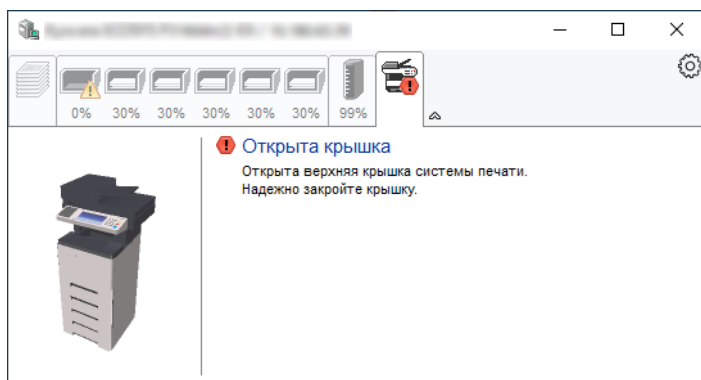 0% 30% 30% 30% 30% 30% 99%
Открыта крышка
Открыта верхняя крышка системы печати.
Надежно закройте крышку.